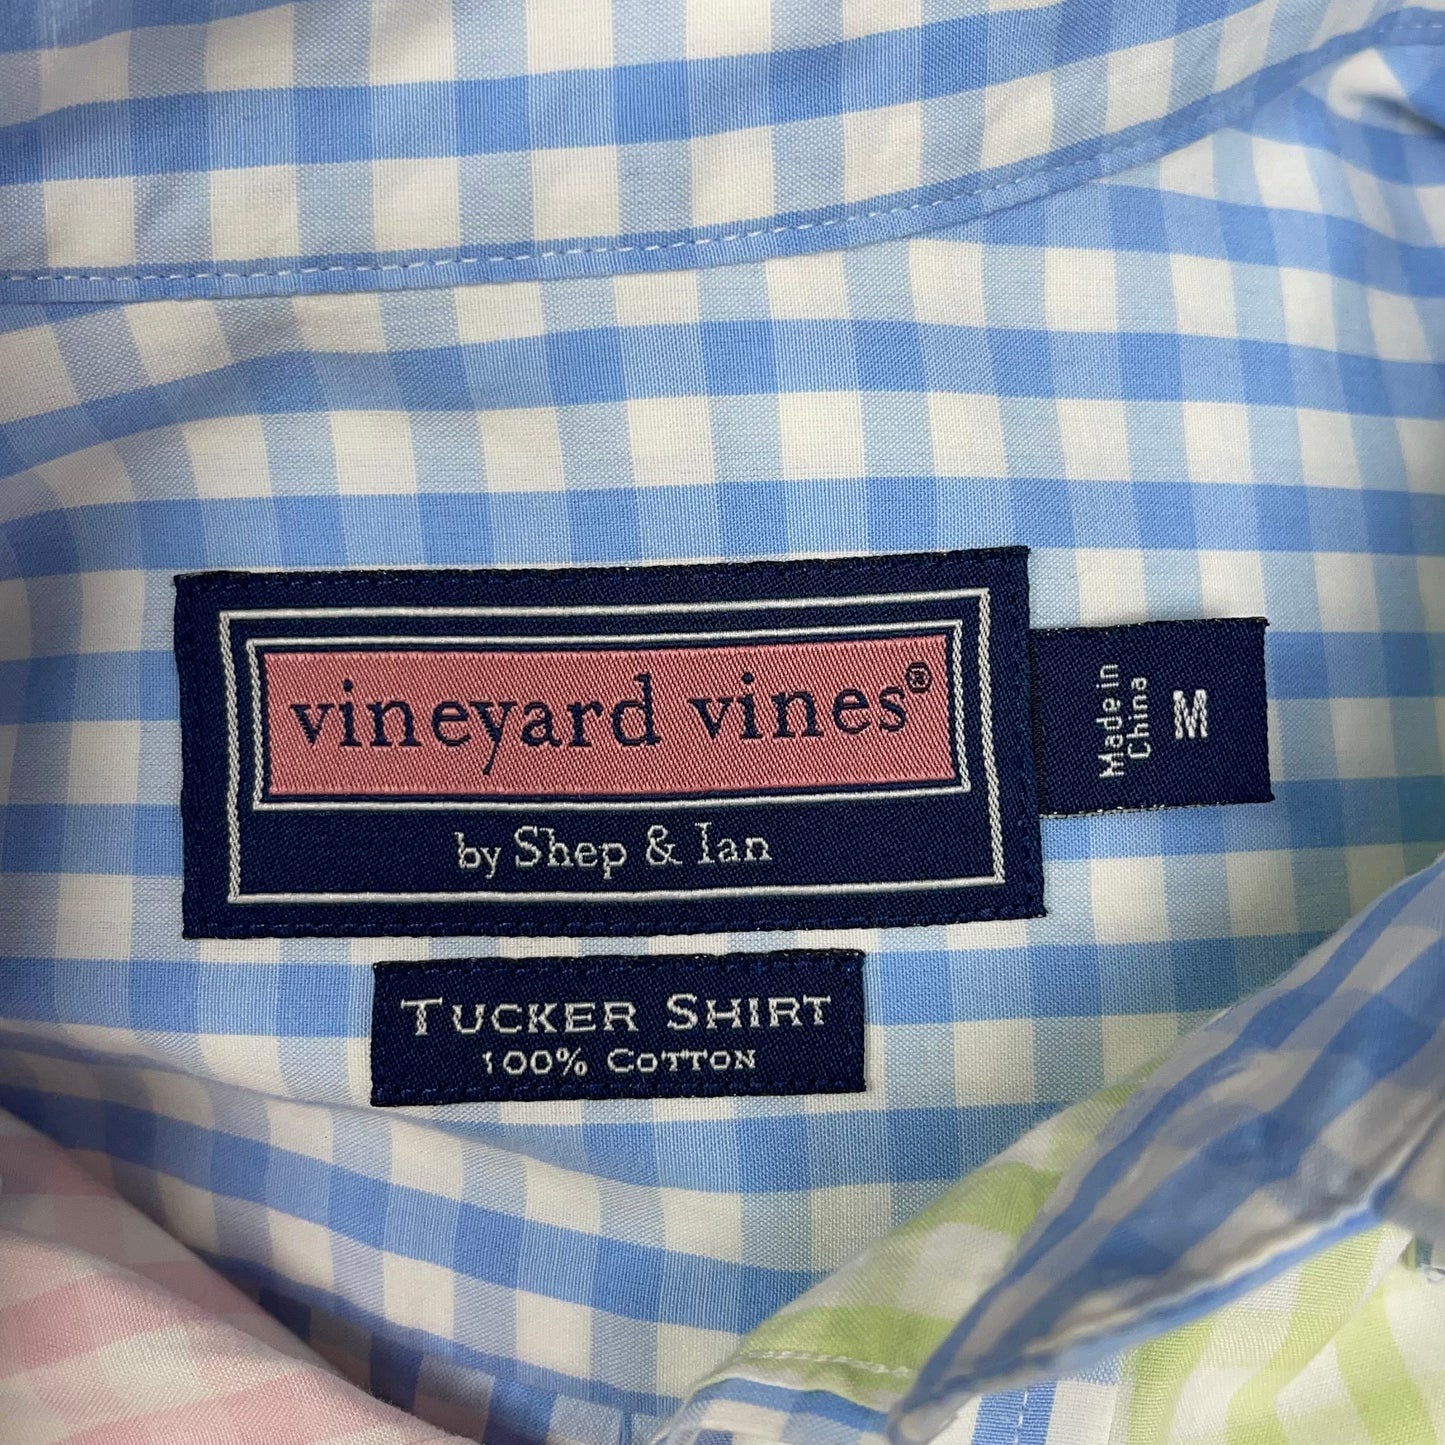 vineyard vines®
by Shep & Ian
Made in
China
M
TUCKER SHIRT
100% COTTON